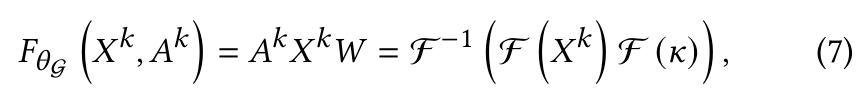 F_{θ_𝒢} (X^k, A^k) = A^k X^k W = ℱ^{-1} (ℱ (X^k) ℱ (κ)) , (7)